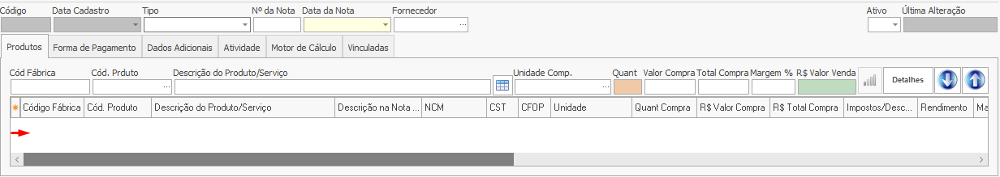 Código Data Cadastro Tipo Nº da Nota Data da Nota Fornecedor Ativo Última Alteração
Produtos Forma de Pagamento Dados Adicionais Atividade Motor de Cálculo Vinculadas
Cód Fábrica Cód. Prduto Descrição do Produto/Serviço Unidade Comp. Quant Valor Compra Total Compra Margem % R$ Valor Venda Detalhes
Código Fábrica Cód. Produto Descrição do Produto/Serviço Descrição na Nota ... NCM CST CFOP Unidade Quant Compra R$ Valor Compra R$ Total Compra Impostos/Desc... Rendimento Ma